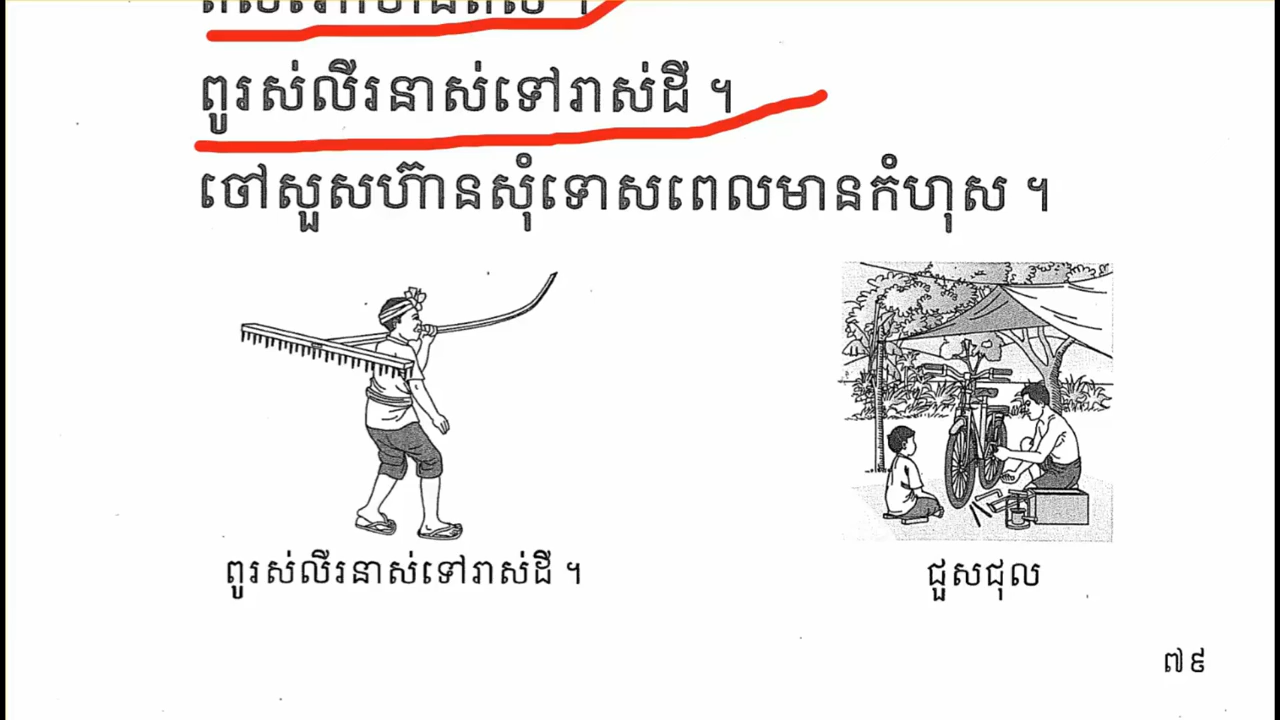 ពូរស់លីរនាស់ទៅរាស់ដី ។
ចៅសួសហ៊ានសុំទោសពេលមានកំហុស ។
ពូរស់លីរនាស់ទៅរាស់ដី ។
ជួសជុល
៧៩